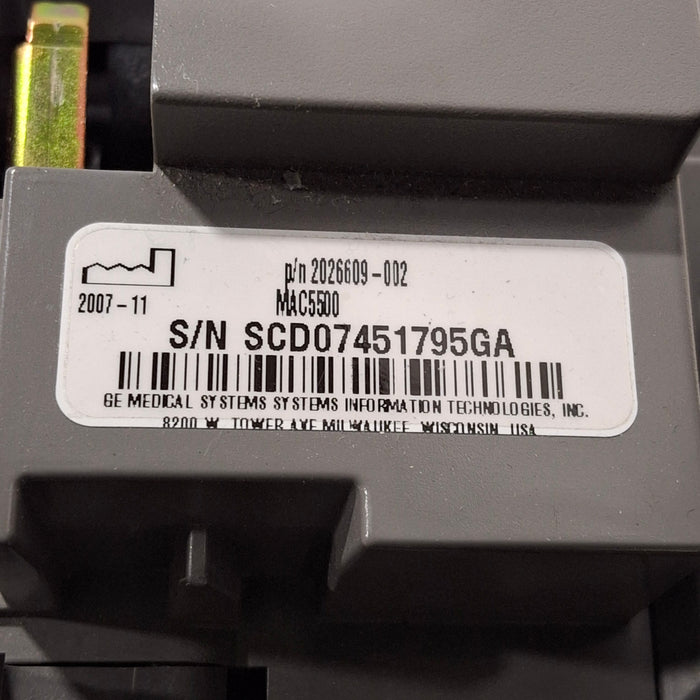 p/n 2026609-002
2007-11
MAC5500
S/N SCD07451795GA
GE MEDICAL SYSTEMS SYSTEMS INFORMATION TECHNOLOGIES, INC.
8200 W. TOWER AVE MILWAUKEE, WISCONSIN, USA